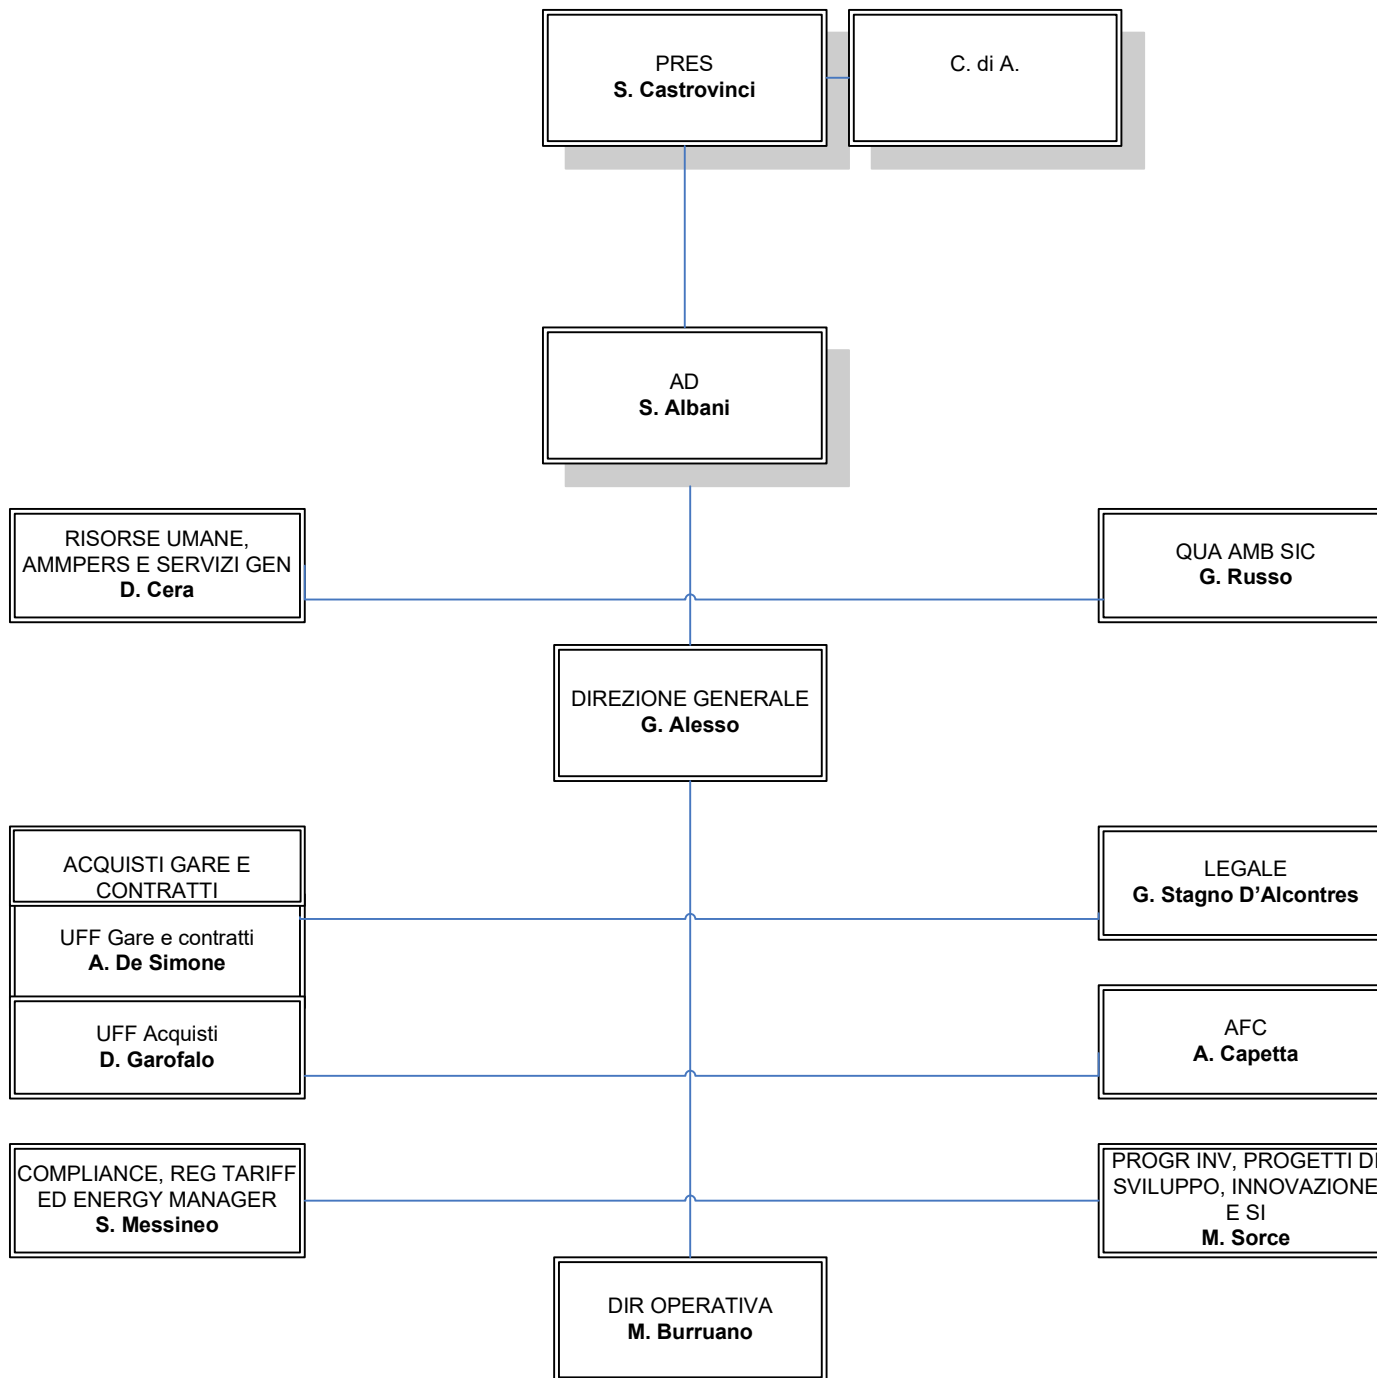 PRES
S. Castrovinci
C. di A.
AD
S. Albani
RISORSE UMANE,
AMMPERS E SERVIZI GEN
D. Cera
QUA AMB SIC
G. Russo
DIREZIONE GENERALE
G. Alesso
ACQUISTI GARE E
CONTRATTI
UFF Gare e contratti
A. De Simone
UFF Acquisti
D. Garofalo
LEGALE
G. Stagno D’Alcontres
AFC
A. Capetta
COMPLIANCE, REG TARIFF
ED ENERGY MANAGER
S. Messineo
PROGR INV, PROGETTI DI
SVILUPPO, INNOVAZIONE
E SI
M. Sorce
DIR OPERATIVA
M. Burruano